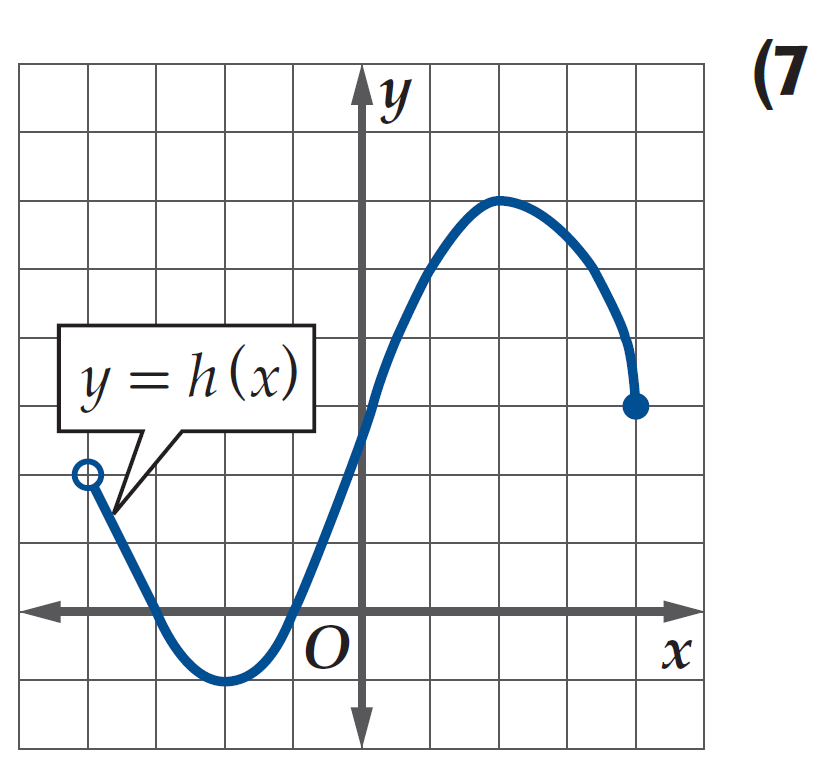 (7
y
y = h(x)
O
x